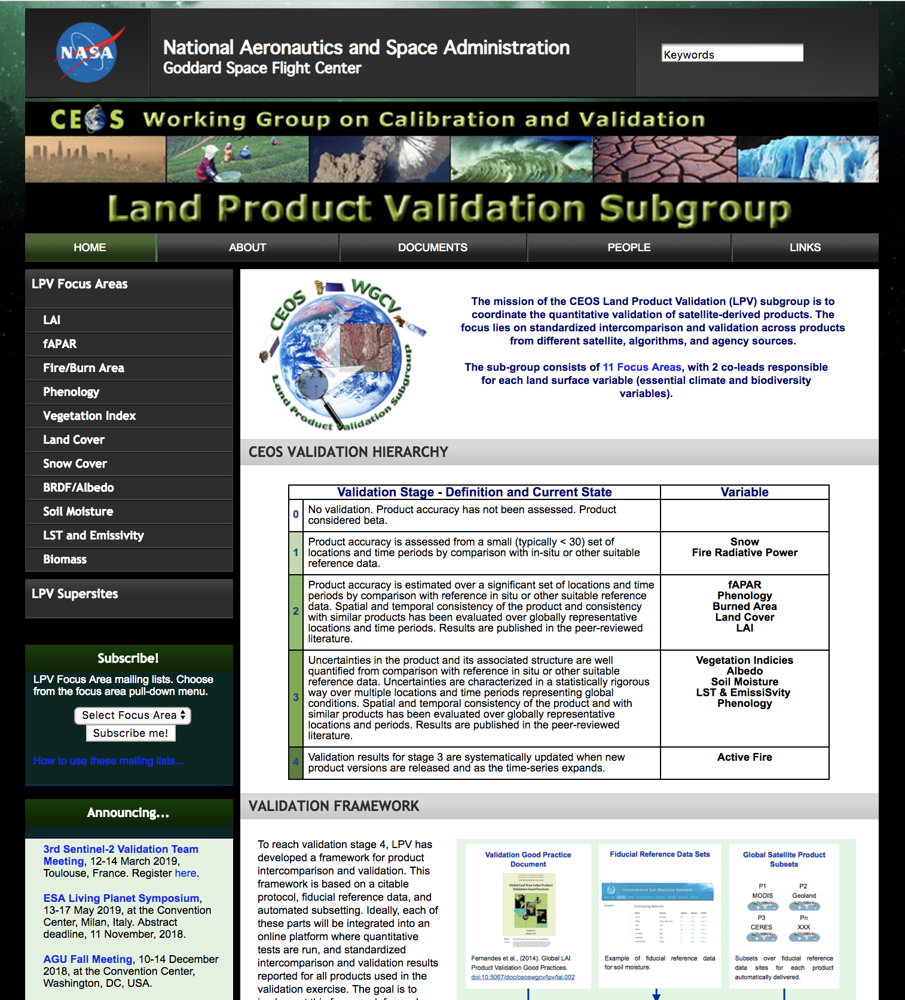 NASA
National Aeronautics and Space Administration
Goddard Space Flight Center
Keywords
CEOS Working Group on Calibration and Validation
Land Product Validation Subgroup
HOME
ABOUT
DOCUMENTS
PEOPLE
LINKS
LPV Focus Areas
LAI
fAPAR
Fire/Burn Area
Phenology
Vegetation Index
Land Cover
Snow Cover
BRDF/Albedo
Soil Moisture
LST and Emissivity
Biomass
LPV Supersites
Subscribe!
LPV Focus Area mailing lists. Choose
from the focus area pull-down menu.
Select Focus Area
Subscribe me!
How to use these mailing lists...
Announcing...
3rd Sentinel-2 Validation Team
Meeting, 12-14 March 2019,
Toulouse, France. Register here.
ESA Living Planet Symposium,
13-17 May 2019, at the Convention
Center, Milan, Italy. Abstract
deadline, 11 November, 2018.
AGU Fall Meeting, 10-14 December
2018, at the Convention Center,
Washington, DC, USA.
CEOS WGCV
Land Product Validation Subgroup
The mission of the CEOS Land Product Validation (LPV) subgroup is to
coordinate the quantitative validation of satellite-derived products. The
focus lies on standardized intercomparison and validation across products
from different satellite, algorithms, and agency sources.
The sub-group consists of 11 Focus Areas, with 2 co-leads responsible
for each land surface variable (essential climate and biodiversity
variables).
CEOS VALIDATION HIERARCHY
Validation Stage - Definition and Current State
Variable
0
No validation. Product accuracy has not been assessed. Product
considered beta.
1
Product accuracy is assessed from a small (typically < 30) set of
locations and time periods by comparison with in-situ or other suitable
reference data.
Snow
Fire Radiative Power
2
Product accuracy is estimated over a significant set of locations and time
periods by comparison with reference in situ or other suitable reference
data. Spatial and temporal consistency of the product and consistency
with similar products has been evaluated over globally representative
locations and time periods. Results are published in the peer-reviewed
literature.
fAPAR
Phenology
Burned Area
Land Cover
LAI
3
Uncertainties in the product and its associated structure are well
quantified from comparison with reference in situ or other suitable
reference data. Uncertainties are characterized in a statistically rigorous
way over multiple locations and time periods representing global
conditions. Spatial and temporal consistency of the product and with
similar products has been evaluated over globally representative
locations and periods. Results are published in the peer-reviewed
literature.
Vegetation Indicies
Albedo
Soil Moisture
LST & EmissiSvity
Phenology
4
Validation results for stage 3 are systematically updated when new
product versions are released and as the time-series expands.
Active Fire
VALIDATION FRAMEWORK
To reach validation stage 4, LPV has
developed a framework for product
intercomparison and validation. This
framework is based on a citable
protocol, fiducial reference data, and
automated subsetting. Ideally, each of
these parts will be integrated into an
online platform where quantitative
tests are run, and standardized
intercomparison and validation results
reported for all products used in the
validation exercise. The goal is to
Validation Good Practice
Document
Global Leaf Area Index Product
Validation Good Practices
Fernandes et al., (2014). Global LAI
Product Validation Good Practices.
doi:10.5067/doc/ceoswgcv/lpv/lai.002
Fiducial Reference Data Sets
International Soil Moisture Network
Contributing Networks
Example of fiducial reference data
for soil moisture.
Global Satellite Product
Subsets
P1
P2
MODIS
Geoland
P3
Pn
CERES
XXX
Subsets over fiducial reference
data sites for each product
automatically delivered.